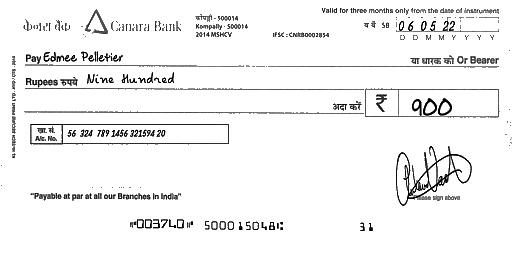 Valid for three months only from the date of instrument
केनरा बैंक Canara Bank
कोम्पल्ली - 500014
Kompally - 500014
2014 MSHCV
IFSC : CNRB0002854
SB 06 05 22
D D M M Y Y Y Y
Pay Edmee Pelletier या धारक को Or Bearer
Rupees रुपये Nine Hundred
अदा करें ₹ 900
खा. सं.
A/c. No. 56 324 789 1456 321594 20
Please sign above
"Payable at par at all our Branches in India"
⑈003740⑈ 500015048⑆ 31